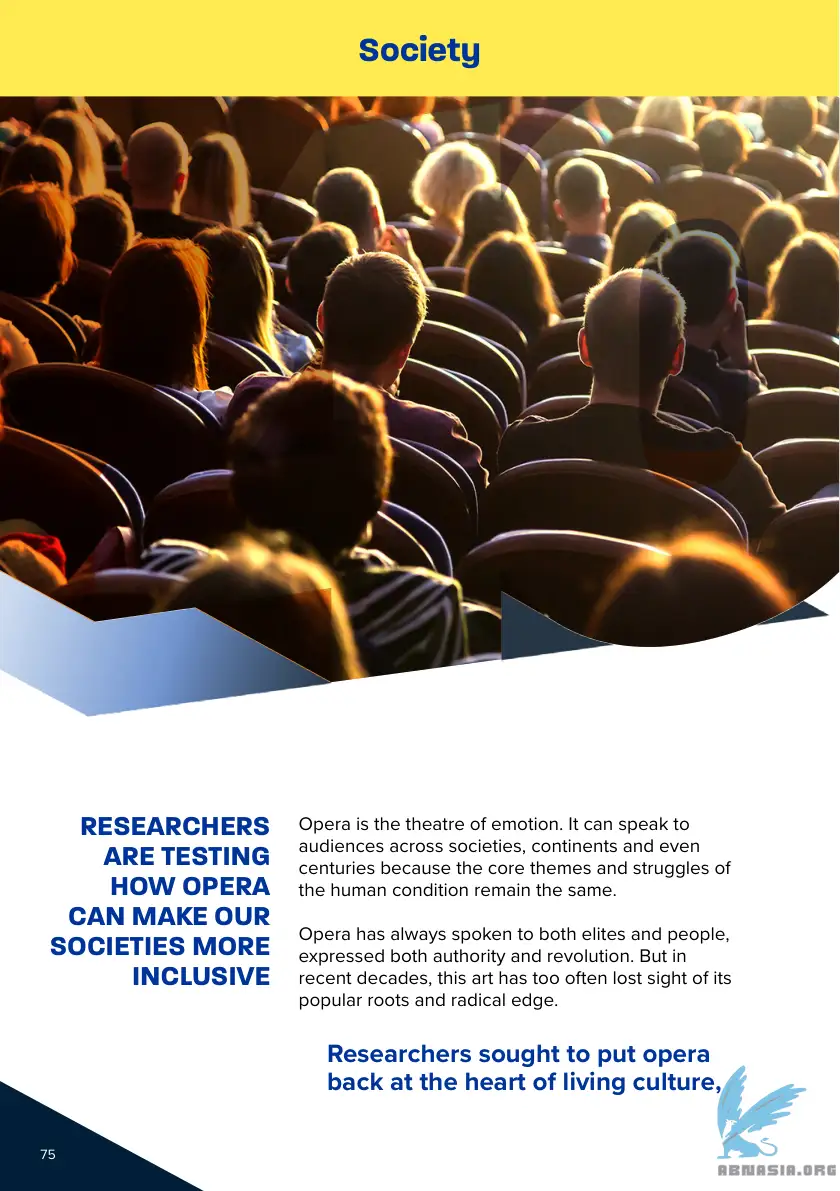 Society
RESEARCHERS
ARE TESTING
HOW OPERA
CAN MAKE OUR
SOCIETIES MORE
INCLUSIVE
Opera is the theatre of emotion. It can speak to
audiences across societies, continents and even
centuries because the core themes and struggles of
the human condition remain the same.
Opera has always spoken to both elites and people,
expressed both authority and revolution. But in
recent decades, this art has too often lost sight of its
popular roots and radical edge.
Researchers sought to put opera
back at the heart of living culture,
75
ABNASIA.ORG